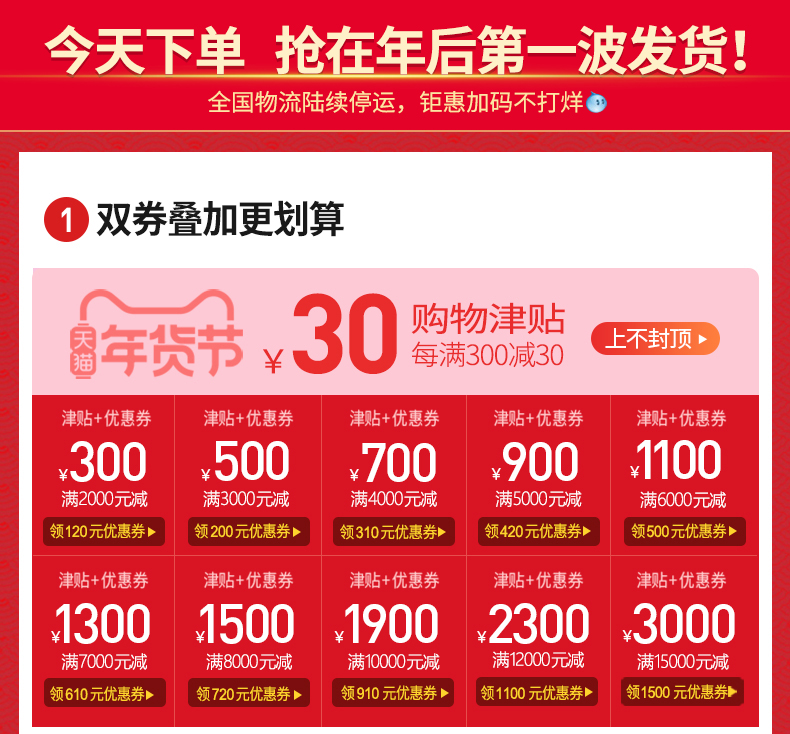 今天下单 抢在年后第一波发货!
全国物流陆续停运，钜惠加码不打烊
1 双券叠加更划算
天猫 年货节
¥30
购物津贴
每满300减30
上不封顶
津贴+优惠券
¥300
满2000元减
领120元优惠券
津贴+优惠券
¥500
满3000元减
领200元优惠券
津贴+优惠券
¥700
满4000元减
领310元优惠券
津贴+优惠券
¥900
满5000元减
领420元优惠券
津贴+优惠券
¥1100
满6000元减
领500元优惠券
津贴+优惠券
¥1300
满7000元减
领610元优惠券
津贴+优惠券
¥1500
满8000元减
领720元优惠券
津贴+优惠券
¥1900
满10000元减
领910元优惠券
津贴+优惠券
¥2300
满12000元减
领1100元优惠券
津贴+优惠券
¥3000
满15000元减
领1500元优惠券